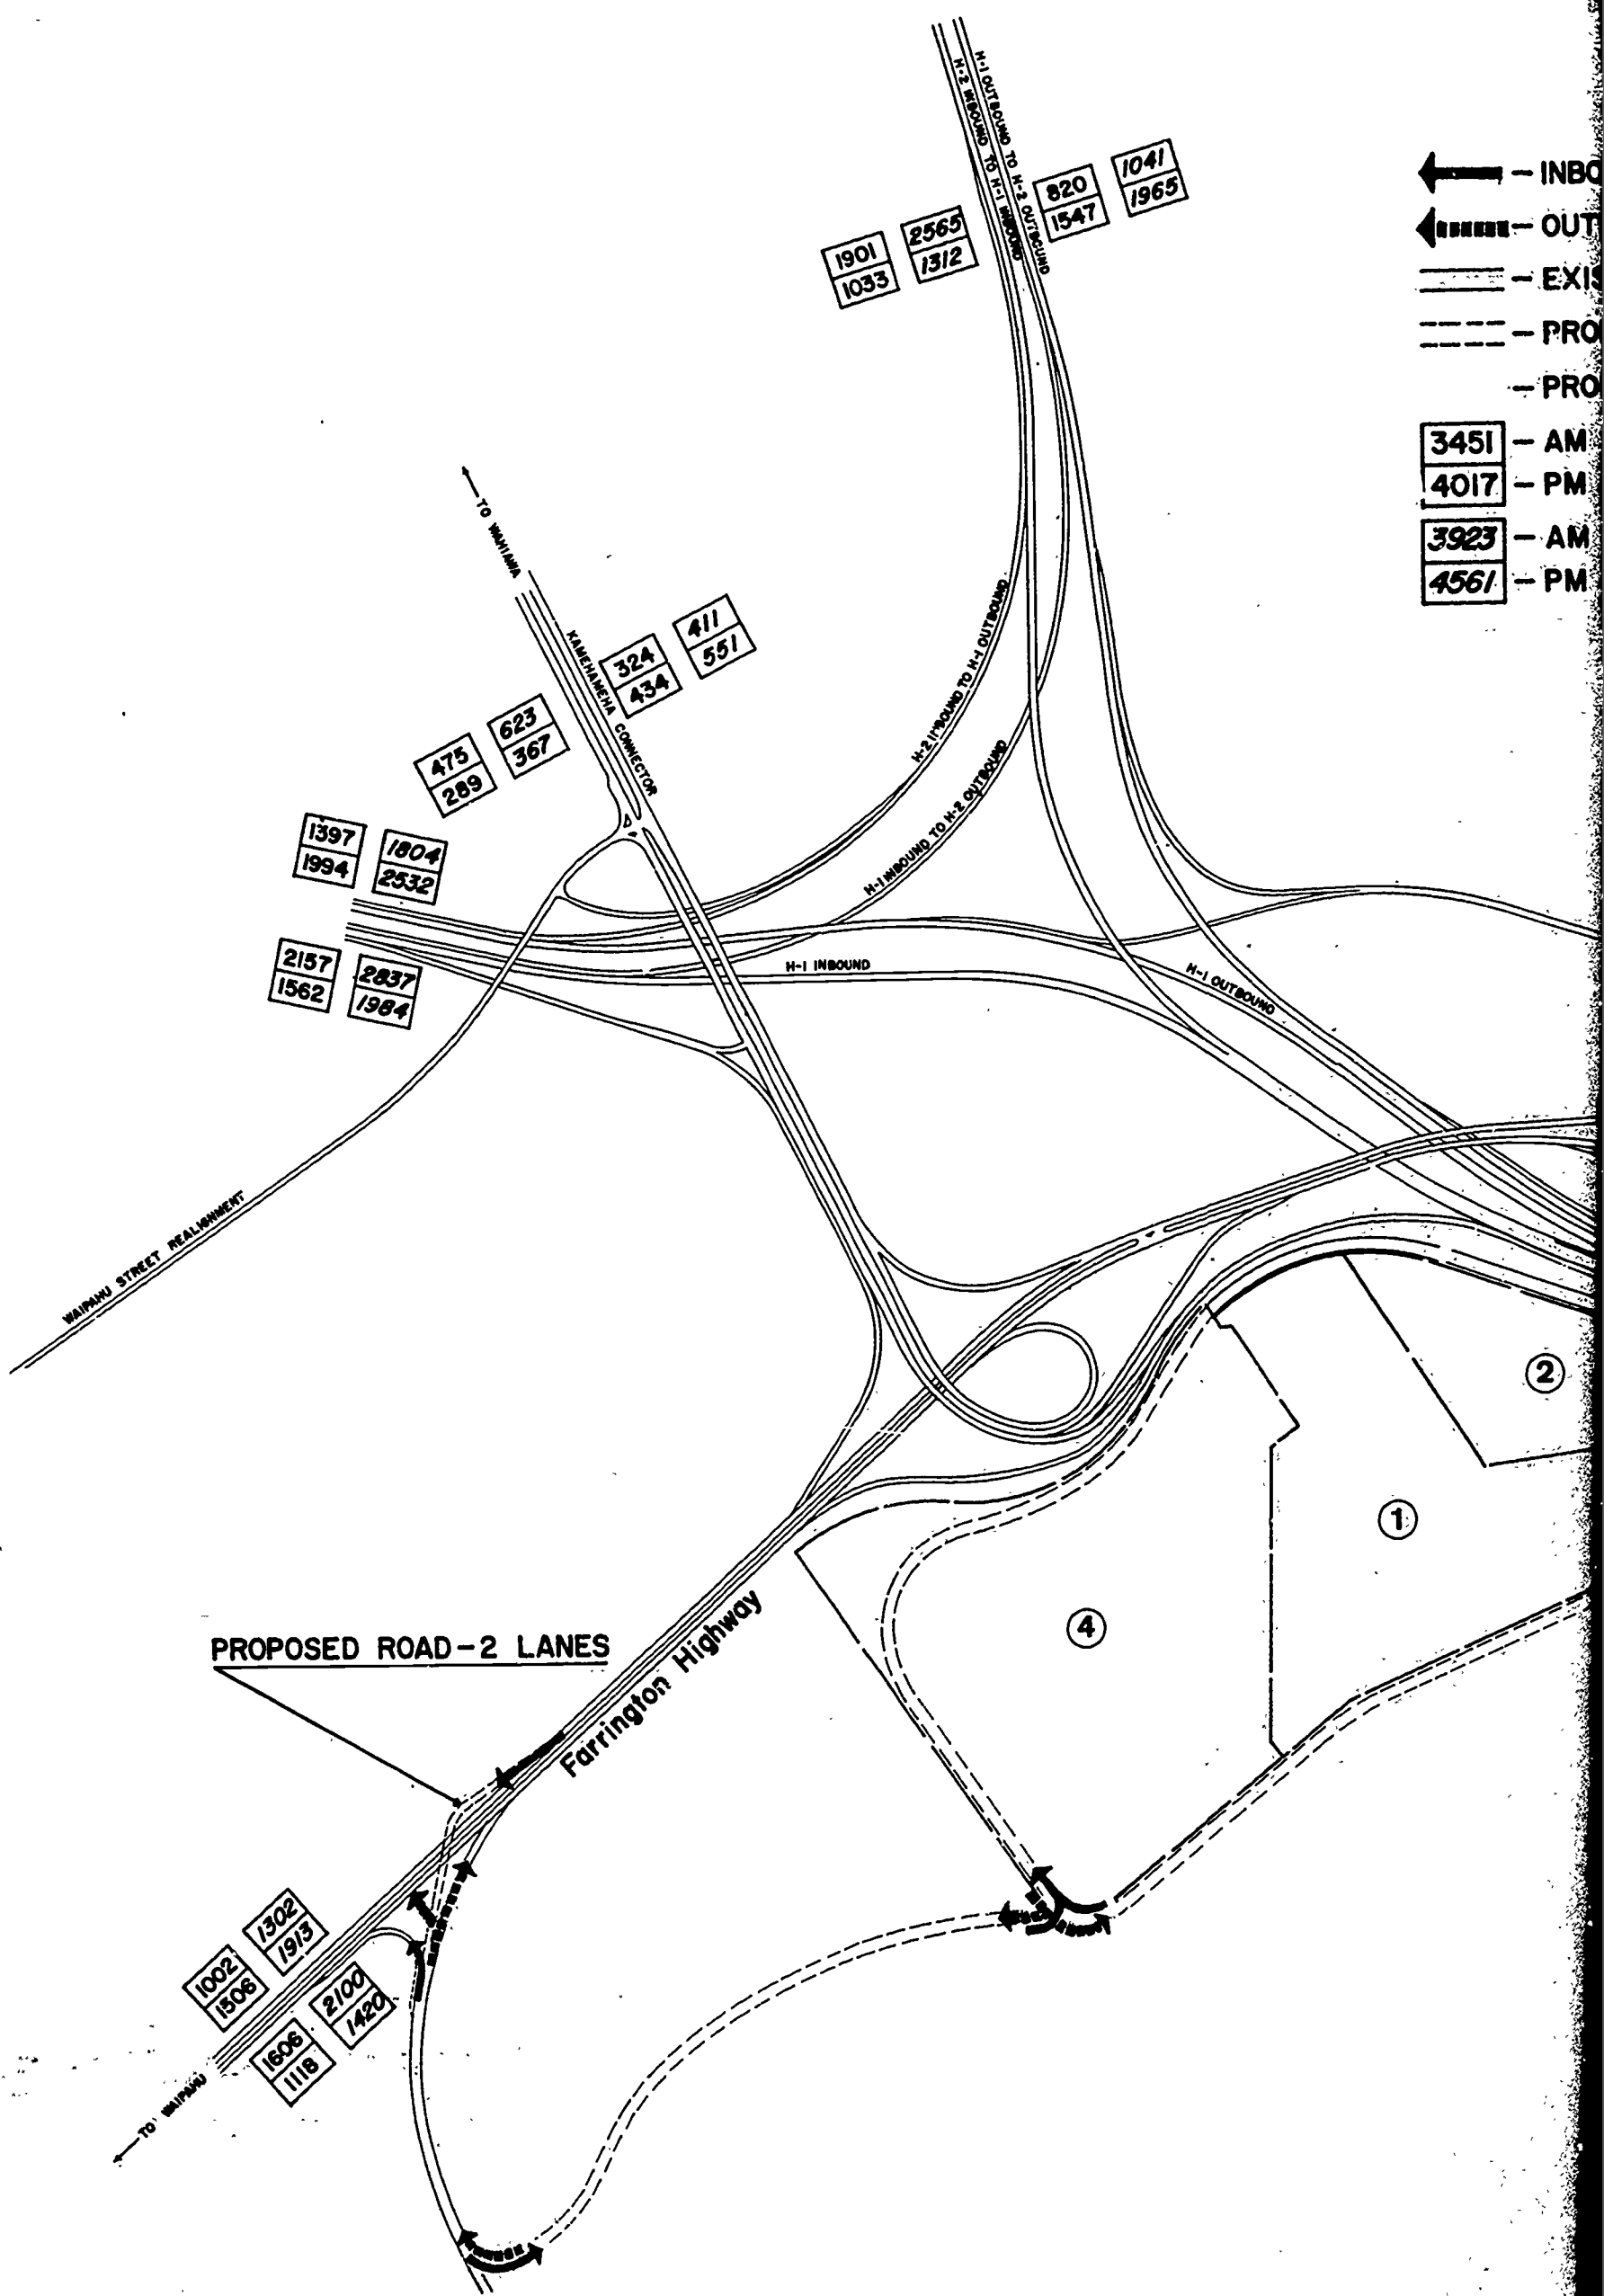 H-1 OUTBOUND TO H-2 OUTBOUND
H-2 INBOUND TO H-1 INBOUND
820
1547
1041
1965
1901
1033
2565
1312
- INBO
- OUT
- EXIS
- PRO
- PRO
3451 - AM
4017 - PM
3923 - AM
4561 - PM
TO WAHIAWA
KAMEHAMEHA CONNECTOR
324
434
411
551
475
289
623
367
H-2 INBOUND TO H-1 OUTBOUND
H-1 INBOUND TO H-2 OUTBOUND
1397
1994
1804
2532
2157
1562
2837
1984
H-1 INBOUND
H-1 OUTBOUND
WAIPAHU STREET REALIGNMENT
2
1
4
PROPOSED ROAD-2 LANES
Farrington Highway
1002
1506
1302
1913
1606
1118
2100
1420
TO WAIPAHU